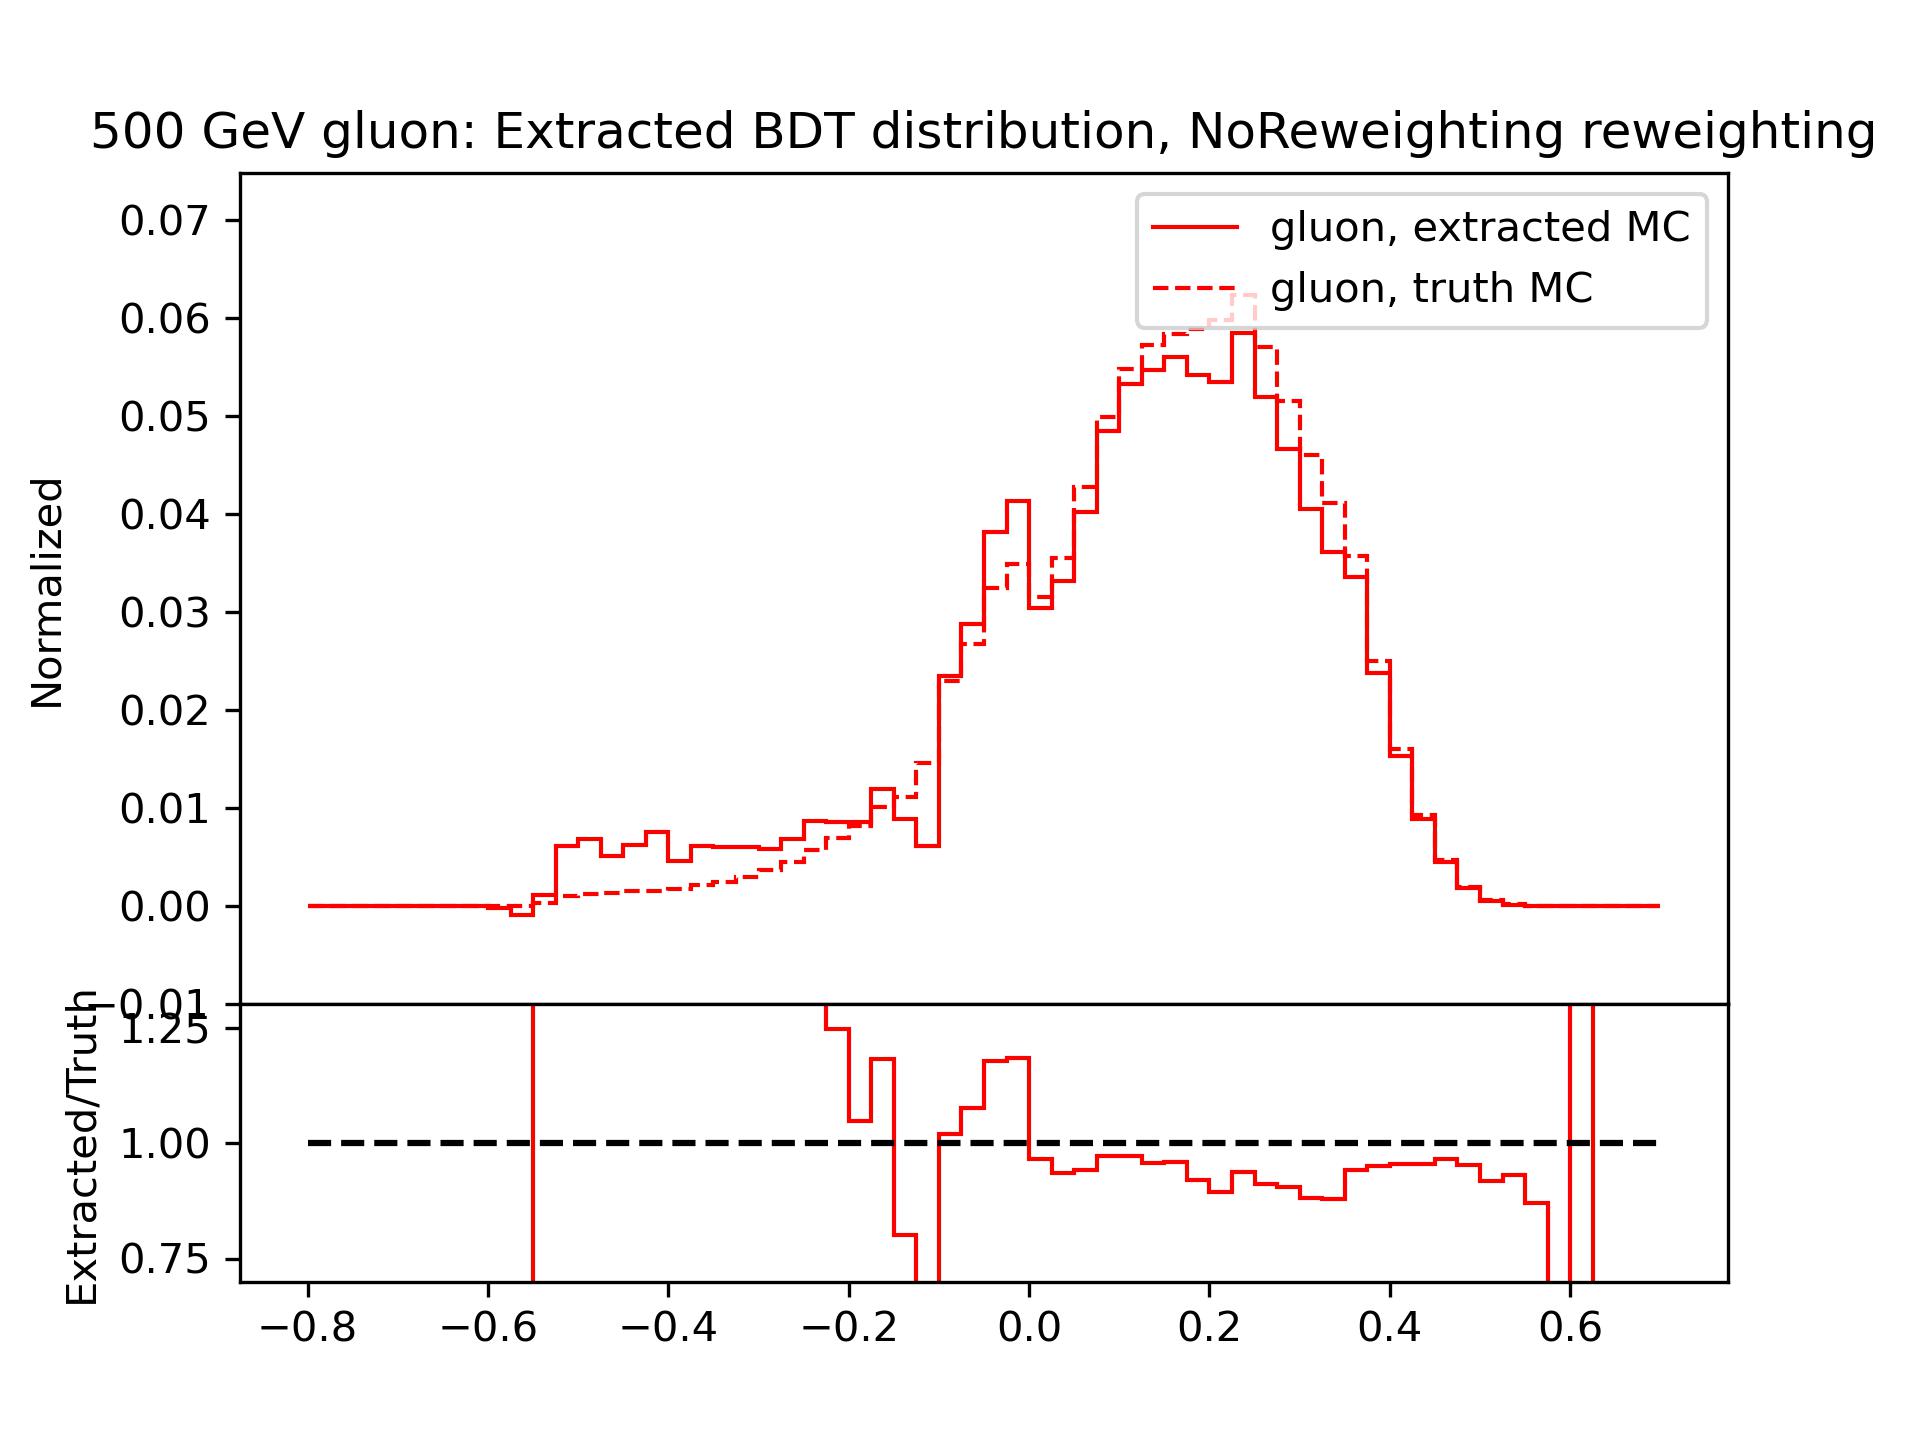 500 GeV gluon: Extracted BDT distribution, NoReweighting reweighting
gluon, extracted MC
gluon, truth MC
Normalized
0.07
0.06
0.05
0.04
0.03
0.02
0.01
0.00
−0.01
Extracted/Truth
1.25
1.00
0.75
−0.8 −0.6 −0.4 −0.2 0.0 0.2 0.4 0.6